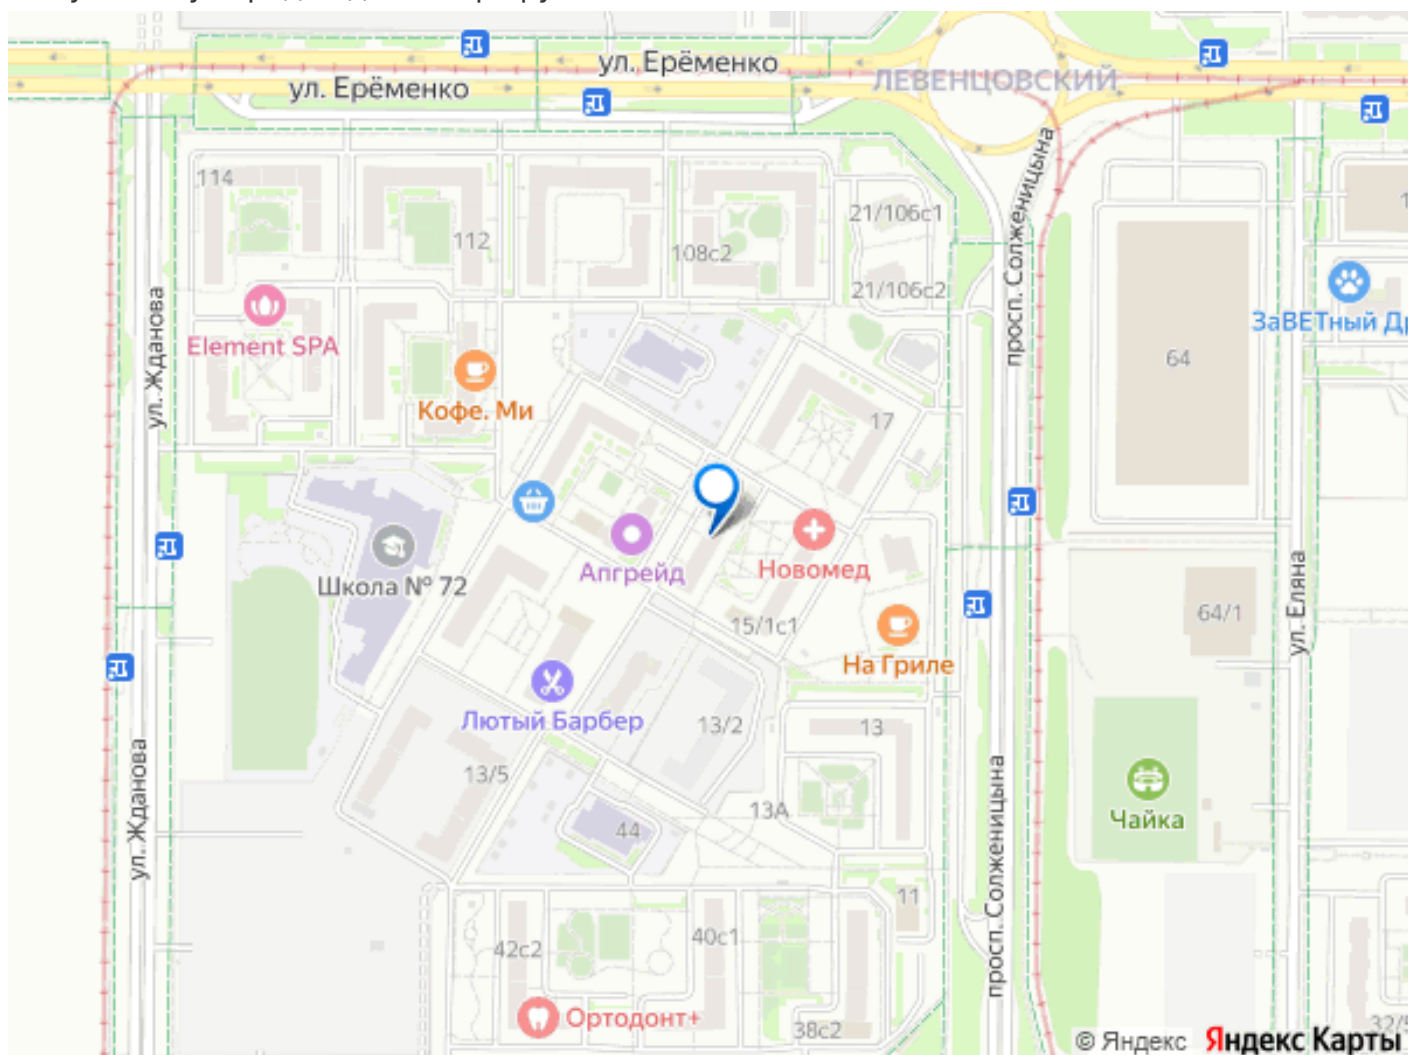 ул. Ерёменко
ул. Ерёменко
ЛЕВЕНЦОВСКИЙ
114
112
108с2
21/106с1
21/106с2
просп. Солженицына
ул. Жданова
Element SPA
Кофе. Ми
17
64
ЗаВЕТный Др
Школа № 72
Апгрейд
Новомед
15/1с1
На Гриле
64/1
ул. Еляна
Лютый Барбер
13/2
13
13/5
13А
44
Чайка
ул. Жданова
просп. Солженицына
11
42с2
40с1
Ортодонт+
38с2
32/5
© Яндекс Яндекс Карты